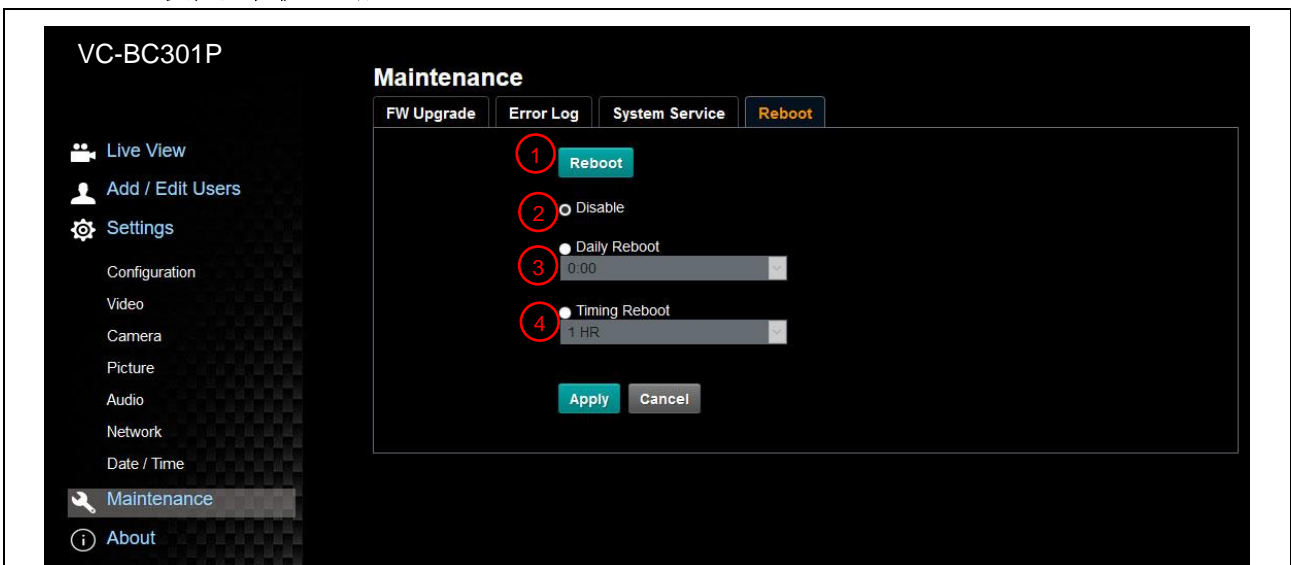 VC-BC301P
Maintenance
FW Upgrade Error Log System Service Reboot
Live View
Add / Edit Users
Settings
Configuration
Video
Camera
Picture
Audio
Network
Date / Time
Maintenance
About
1 Reboot
2 Disable
Daily Reboot
3 0:00
Timing Reboot
4 1 HR
Apply Cancel